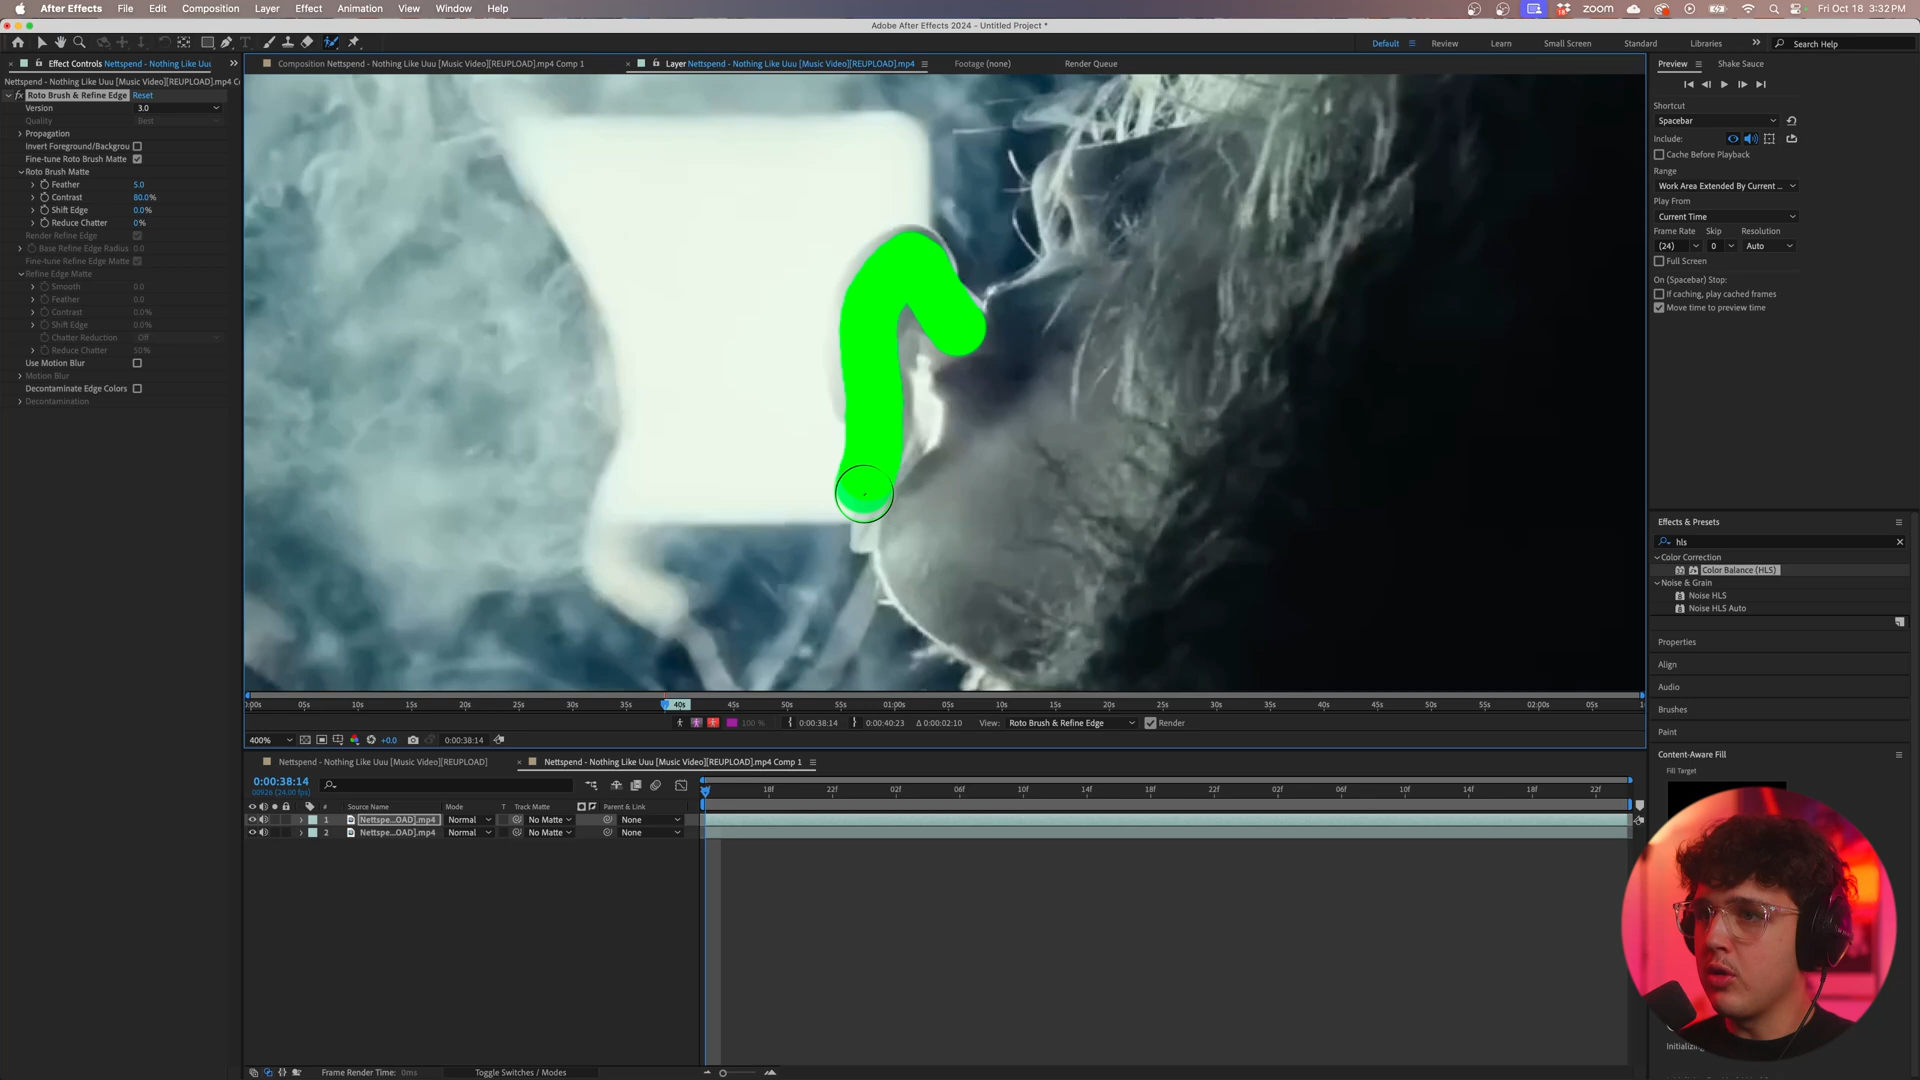 After Effects File Edit Composition Layer Effect Animation View Window Help zoom Fri Oct 18 3:32 PM
Adobe After Effects 2024 - Untitled Project *
Default Review Learn Small Screen Standard Libraries Search Help
Effect Controls Nettspend - Nothing Like Uuu
Composition Nettspend - Nothing Like Uuu [Music Video][REUPLOAD].mp4 Comp 1
Layer Nettspend - Nothing Like Uuu [Music Video][REUPLOAD].mp4
Footage (none)
Render Queue
Nettspend - Nothing Like Uuu [Music Video][REUPLOAD].mp4
fx Roto Brush & Refine Edge Reset
Version 3.0
Quality Best
Propagation
Invert Foreground/Backgrou
Fine-tune Roto Brush Matte
Roto Brush Matte
Feather 5.0
Contrast 80.0%
Shift Edge 0.0%
Reduce Chatter 0%
Render Refine Edge
Base Refine Edge Radius 0.0
Fine-tune Refine Edge Matte
Refine Edge Matte
Smooth 0.0
Feather 0.0
Contrast 0.0%
Shift Edge 0.0%
Chatter Reduction Off
Reduce Chatter 50%
Use Motion Blur
Motion Blur
Decontaminate Edge Colors
Decontamination
Preview Shake Sauce
Shortcut
Spacebar
Include:
Cache Before Playback
Range
Work Area Extended By Current ...
Play From
Current Time
Frame Rate Skip Resolution
(24) 0 Auto
Full Screen
On (Spacebar) Stop:
If caching, play cached frames
Move time to preview time
Effects & Presets
hls
Color Correction
Color Balance (HLS)
Noise & Grain
Noise HLS
Noise HLS Auto
Properties
Align
Audio
Brushes
Paint
Content-Aware Fill
Fill Target
Initializing
:00s 05s 10s 15s 20s 25s 30s 35s 40s 45s 50s 55s 01:00s 05s 10s 15s 20s 25s 30s 35s 40s 45s 50s 55s 02:00s 05s
100 % 0:00:38:14 0:00:40:23 Δ 0:00:02:10 View: Roto Brush & Refine Edge Render
400% +0.0 0:00:38:14
Nettspend - Nothing Like Uuu [Music Video][REUPLOAD]
Nettspend - Nothing Like Uuu [Music Video][REUPLOAD].mp4 Comp 1
0:00:38:14
00926 (24.00 fps)
18f 22f 02f 06f 10f 14f 18f 22f 02f 06f 10f 14f 18f 22f
# Source Name Mode T Track Matte Parent & Link
1 Nettspe...OAD].mp4 Normal No Matte None
2 Nettspe...OAD].mp4 Normal No Matte None
Frame Render Time: 0ms Toggle Switches / Modes